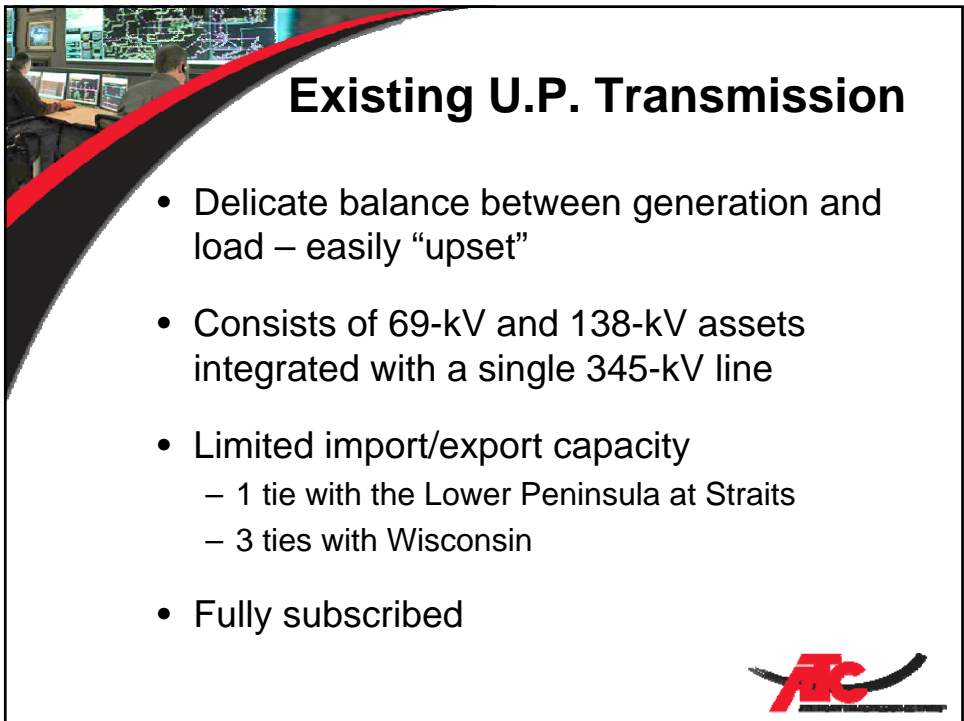 Existing U.P. Transmission
• Delicate balance between generation and
load – easily “upset”
• Consists of 69-kV and 138-kV assets
integrated with a single 345-kV line
• Limited import/export capacity
– 1 tie with the Lower Peninsula at Straits
– 3 ties with Wisconsin
• Fully subscribed
ATC